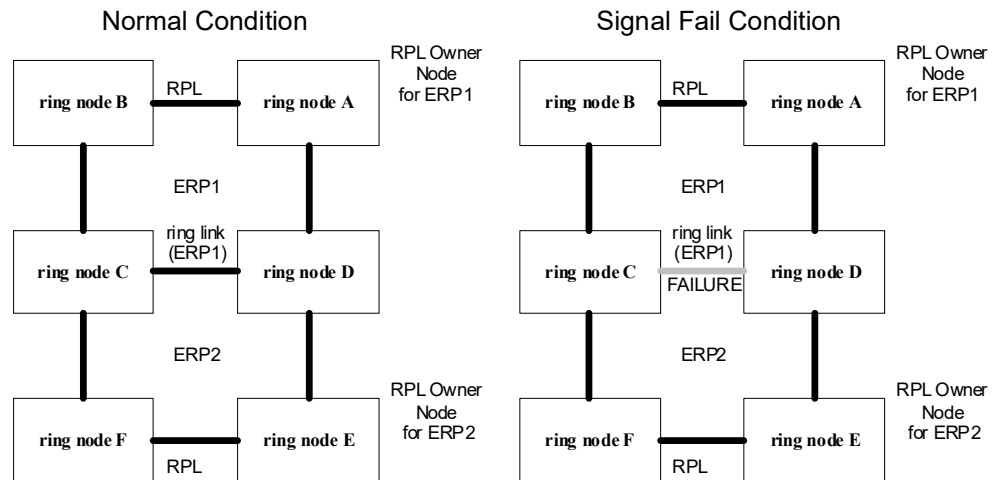 Normal Condition
RPL Owner
Node
for ERP1
ring node B
RPL
ring node A
ERP1
ring link
(ERP1)
ring node C
ring node D
ERP2
RPL Owner
Node
for ERP2
ring node F
RPL
ring node E
Signal Fail Condition
RPL Owner
Node
for ERP1
ring node B
RPL
ring node A
ERP1
ring link
(ERP1)
ring node C
FAILURE
ring node D
ERP2
RPL Owner
Node
for ERP2
ring node F
RPL
ring node E